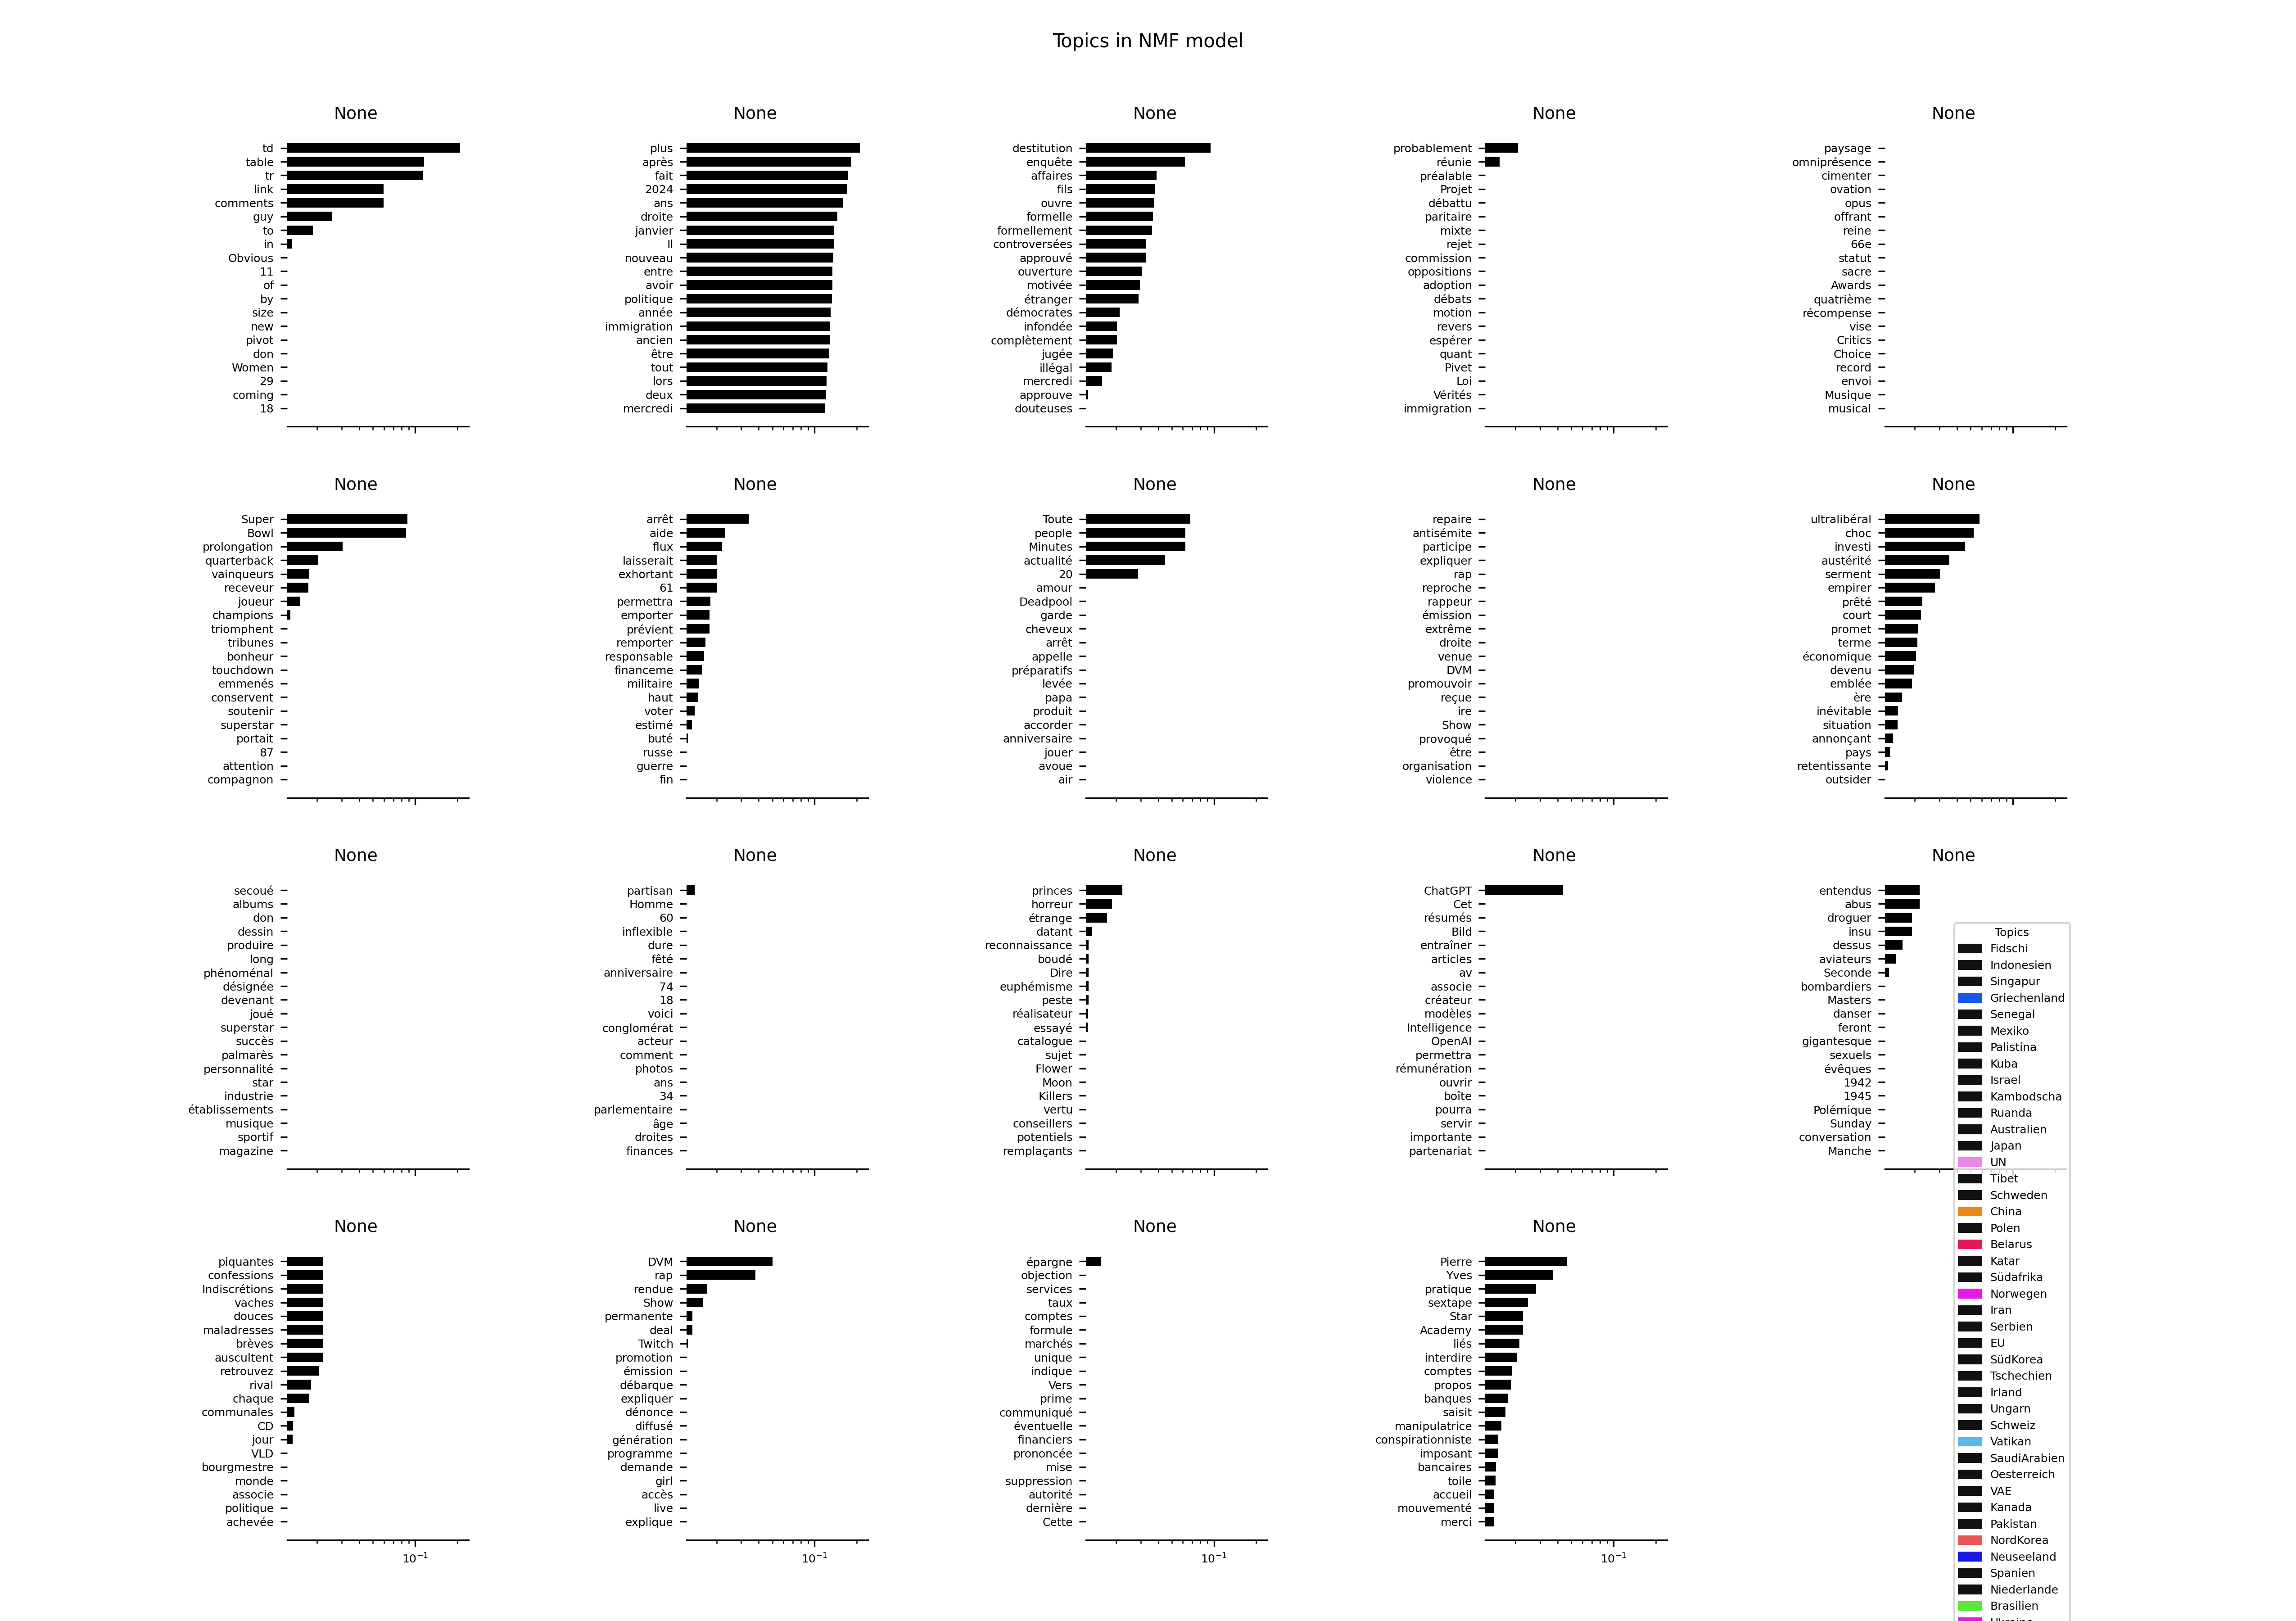 Topics in NMF model
None
td
table
tr
link
comments
guy
to
in
Obvious
11
of
by
size
new
pivot
don
Women
29
coming
18
None
plus
après
fait
2024
ans
droite
janvier
Il
nouveau
entre
avoir
politique
année
immigration
ancien
être
tout
lors
deux
mercredi
None
destitution
enquête
affaires
fils
ouvre
formelle
formellement
controversées
approuvé
ouverture
motivée
étranger
démocrates
infondée
complètement
jugée
illégal
mercredi
approuve
douteuses
None
probablement
réunie
préalable
Projet
débattu
paritaire
mixte
rejet
commission
oppositions
adoption
débats
motion
revers
espérer
quant
Pivet
Loi
Vérités
immigration
None
paysage
omniprésence
cimenter
ovation
opus
offrant
reine
66e
statut
sacre
Awards
quatrième
récompense
vise
Critics
Choice
record
envoi
Musique
musical
None
Super
Bowl
prolongation
quarterback
vainqueurs
receveur
joueur
champions
triomphent
tribunes
bonheur
touchdown
emmenés
conservent
soutenir
superstar
portait
87
attention
compagnon
None
arrêt
aide
flux
laisserait
exhortant
61
permettra
emporter
prévient
remporter
responsable
financeme
militaire
haut
voter
estimé
buté
russe
guerre
fin
None
Toute
people
Minutes
actualité
20
amour
Deadpool
garde
cheveux
arrêt
appelle
préparatifs
levée
papa
produit
accorder
anniversaire
jouer
avoue
air
None
repaire
antisémite
participe
expliquer
rap
reproche
rappeur
émission
extrême
droite
venue
DVM
promouvoir
reçue
ire
Show
provoqué
être
organisation
violence
None
ultralibéral
choc
investi
austérité
serment
empirer
prêté
court
promet
terme
économique
devenu
emblée
ère
inévitable
situation
annonçant
pays
retentissante
outsider
None
secoué
albums
don
dessin
produire
long
phénoménal
désignée
devenant
joué
superstar
succès
palmarès
personnalité
star
industrie
établissements
musique
sportif
magazine
None
partisan
Homme
60
inflexible
dure
fêté
anniversaire
74
18
voici
conglomérat
acteur
comment
photos
ans
34
parlementaire
âge
droites
finances
None
princes
horreur
étrange
datant
reconnaissance
boudé
Dire
euphémisme
peste
réalisateur
essayé
catalogue
sujet
Flower
Moon
Killers
vertu
conseillers
potentiels
remplaçants
None
ChatGPT
Cet
résumés
Bild
entraîner
articles
av
associe
créateur
modèles
Intelligence
OpenAI
permettra
rémunération
ouvrir
boîte
pourra
servir
importante
partenariat
None
entendus
abus
droguer
insu
dessus
aviateurs
Seconde
bombardiers
Masters
danser
feront
gigantesque
sexuels
évêques
1942
1945
Polémique
Sunday
conversation
Manche
None
piquantes
confessions
Indiscrétions
vaches
douces
maladresses
brèves
auscultent
retrouvez
rival
chaque
communales
CD
jour
VLD
bourgmestre
monde
associe
politique
achevée
10⁻¹
None
DVM
rap
rendue
Show
permanente
deal
Twitch
promotion
émission
débarque
expliquer
dénonce
diffusé
génération
programme
demande
girl
accès
live
explique
10⁻¹
None
épargne
objection
services
taux
comptes
formule
marchés
unique
indique
Vers
prime
communiqué
éventuelle
financiers
prononcée
mise
suppression
autorité
dernière
Cette
10⁻¹
None
Pierre
Yves
pratique
sextape
Star
Academy
liés
interdire
comptes
propos
banques
saisit
manipulatrice
conspirationniste
imposant
bancaires
toile
accueil
mouvementé
merci
10⁻¹
Topics
Fidschi
Indonesien
Singapur
Griechenland
Senegal
Mexiko
Palistina
Kuba
Israel
Kambodscha
Ruanda
Australien
Japan
UN
Tibet
Schweden
China
Polen
Belarus
Katar
Südafrika
Norwegen
Iran
Serbien
EU
SüdKorea
Tschechien
Irland
Ungarn
Schweiz
Vatikan
SaudiArabien
Oesterreich
VAE
Kanada
Pakistan
NordKorea
Neuseeland
Spanien
Niederlande
Brasilien